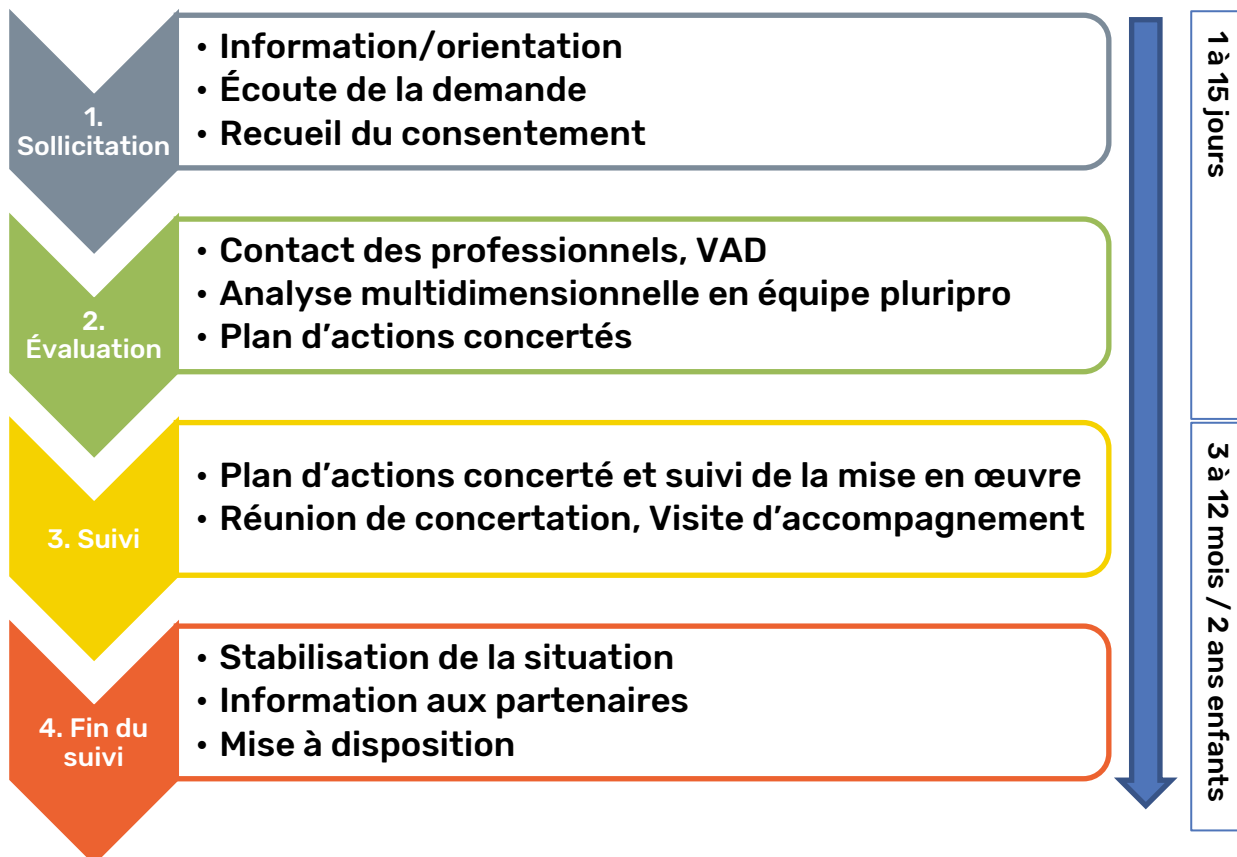 1.
Sollicitation
• Information/orientation
• Écoute de la demande
• Recueil du consentement
1 à 15 jours
2.
Évaluation
• Contact des professionnels, VAD
• Analyse multidimensionnelle en équipe pluripro
• Plan d’actions concertés
3. Suivi
• Plan d’actions concerté et suivi de la mise en œuvre
• Réunion de concertation, Visite d’accompagnement
3 à 12 mois / 2 ans enfants
4. Fin du
suivi
• Stabilisation de la situation
• Information aux partenaires
• Mise à disposition